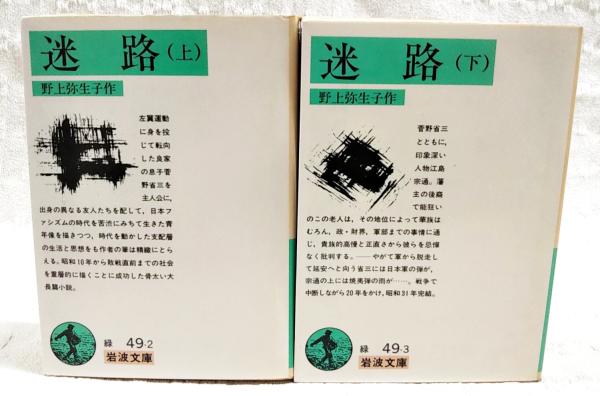 迷路(上)
野上弥生子作
左翼運動
に身を投
じて転向
した良家
の息子菅
野省三を
主人公に,
出身の異なる友人たちを配して,日本フ
ァシズムの時代を苦渋にみちて生きた青
年像を描きつつ,時代を動かした支配層
の生活と思想をも作者の筆は精緻にとら
える。昭和10年から敗戦直前までの社会
を重層的に描くことに成功した骨太い大
長篇小説。
緑 49-2
岩波文庫
迷路(下)
野上弥生子作
菅野省三
とともに,
印象深い
人物江島
宗通。藩
主の後裔
で能狂い
のこの老人は,その地位によって華族は
むろん,政・財界,軍部までの事情に通
じ,貴族的高慢と正直さから彼らを忌憚
なく批判する。──やがて軍から脱走し
て延安へと向う省三には日本軍の弾が,
宗通の上には焼夷弾の雨が……。戦争で
中断しながら20年をかけ,昭和31年完結。
緑 49-3
岩波文庫